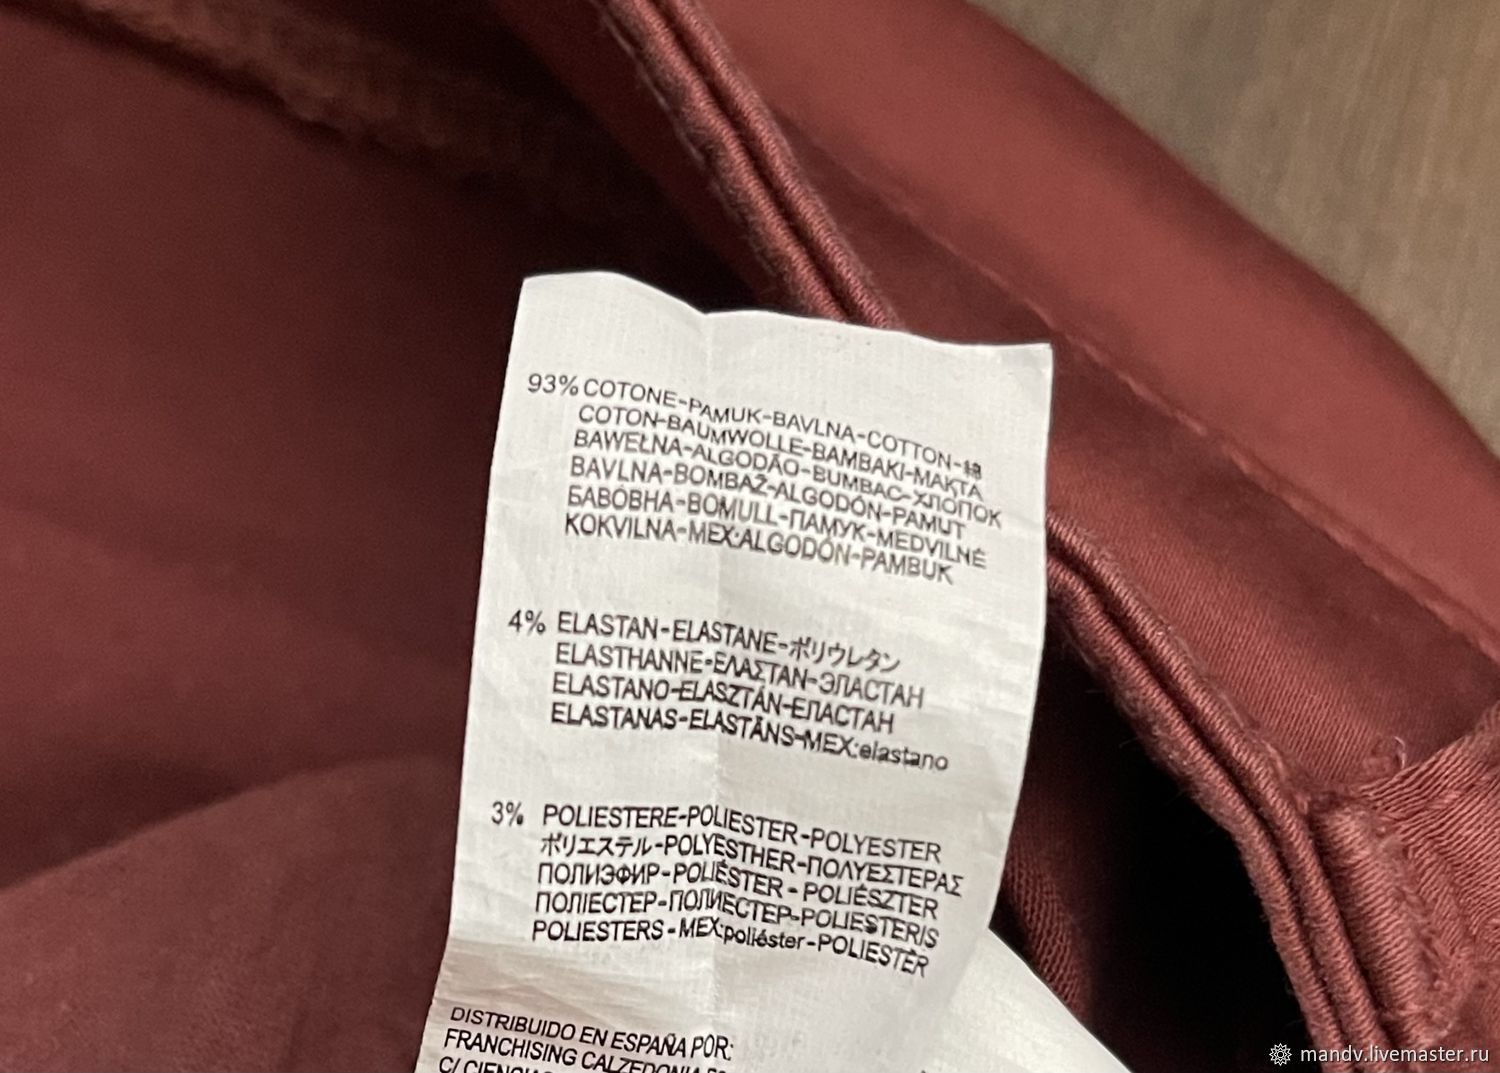 93% COTONE-PAMUK-BAVLNA-COTTON-綿
COTON-BAUMWOLLE-BAMBAKI-MAKTA
BAWEŁNA-ALGODÃO-BUMBAC-ХЛОПОК
BAVLNA-BOMBAŽ-ALGODÓN-PAMUT
БАВОВНА-BOMULL-ПАМУК-MEDVILNĖ
KOKVILNA-MEX:ALGODÓN-PAMBUK
4% ELASTAN-ELASTANE-ポリウレタン
ELASTHANNE-ΕΛΑΣΤΑΝ-ЭЛАСТАН
ELASTANO-ELASZTÁN-ЕЛАСТАН
ELASTANAS-ELASTĀNS-MEX:elastano
3% POLIESTERE-POLIESTER-POLYESTER
ポリエステル-POLYESTHER-ΠΟΛΥΕΣΤΕΡΑΣ
ПОЛИЭФИР-POLIÉSTER-POLIÉSZTER
ПОЛІЕСТЕР-ПОЛИЕСТЕР-POLIESTERIS
POLIESTERS-MEX:poliéster-POLIESTÈR
DISTRIBUIDO EN ESPAÑA POR:
FRANCHISING CALZEDONIA
C/
mandv.livemaster.ru